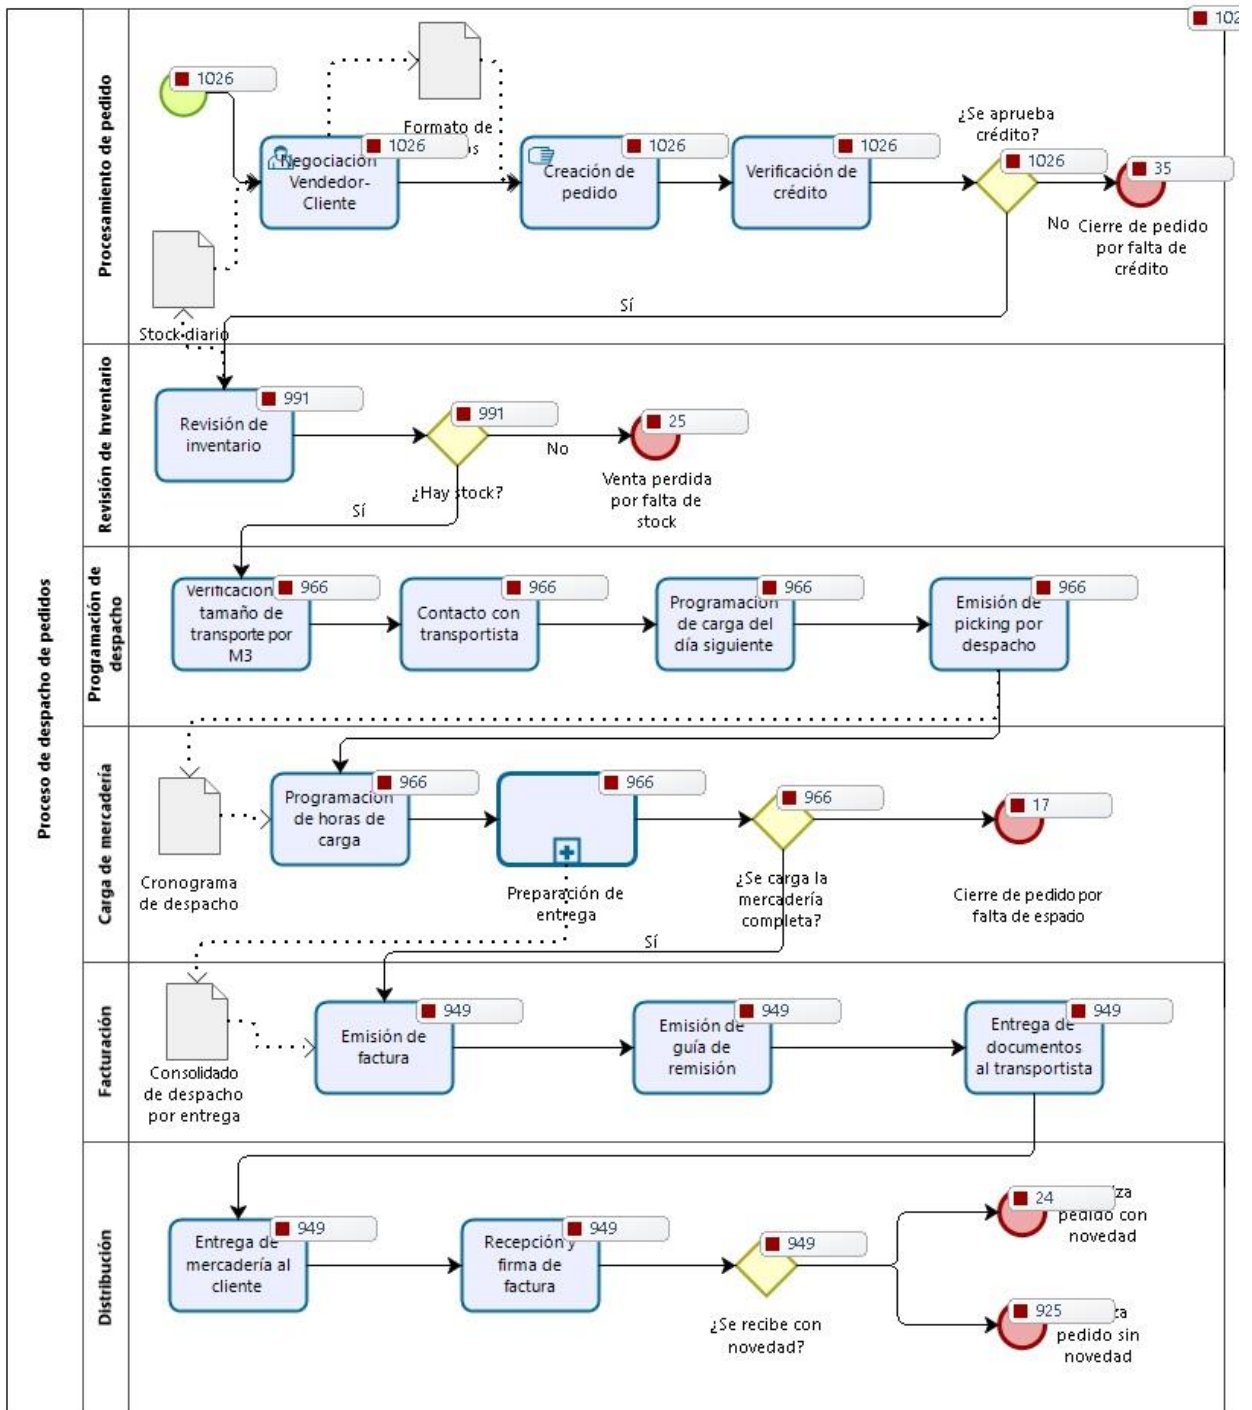 Proceso de despacho de pedidos
Procesamiento de pedido
1026
Formato de
1026
Negociación
Vendedor-
Cliente
1026
Creación de
pedido
1026
Verificación de
crédito
¿Se aprueba
crédito?
1026
35
No
Cierre de pedido
por falta de
crédito
Stock diario
Sí
Revisión de Inventario
991
Revisión de
inventario
991
¿Hay stock?
No
25
Venta perdida
por falta de
stock
Sí
Programación de
despacho
966
tamaño de
transporte por
M3
966
Contacto con
transportista
966
Programación
de carga del
día siguiente
966
Emisión de
picking por
despacho
Carga de mercadería
Cronograma
de despacho
966
Programación
de horas de
carga
966
Preparación de
entrega
966
¿Se carga la
mercadería
completa?
17
Cierre de pedido por
falta de espacio
Sí
Facturación
Consolidado
de despacho
por entrega
949
Emisión de
factura
949
Emisión de
guía de
remisión
949
Entrega de
documentos
al transportista
Distribución
949
Entrega de
mercadería al
cliente
949
Recepción y
firma de
factura
949
¿Se recibe con
novedad?
24
pedido con
novedad
925
pedido sin
novedad